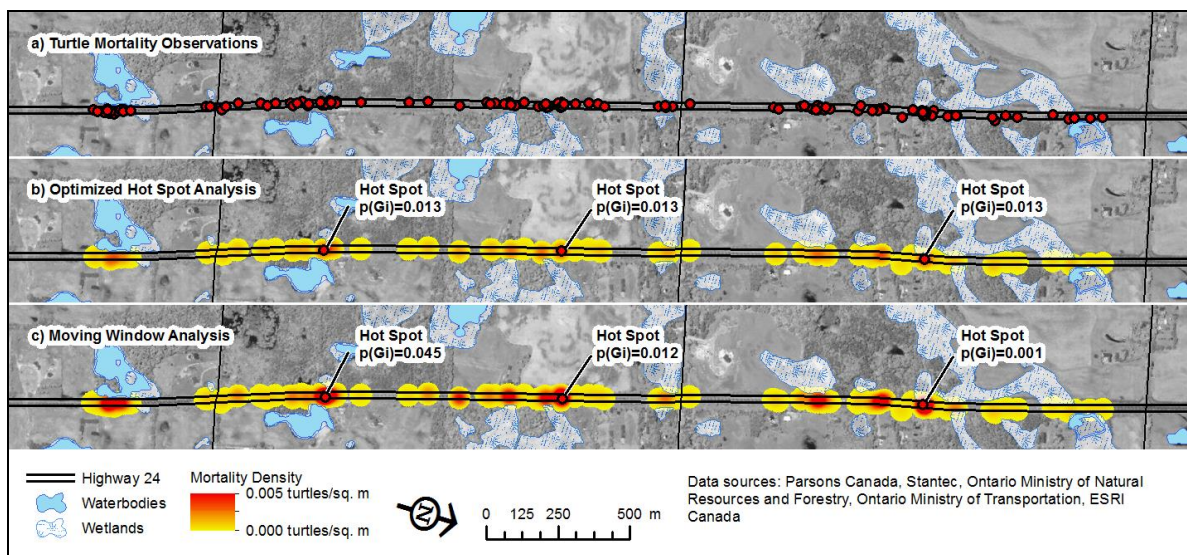 a) Turtle Mortality Observations
b) Optimized Hot Spot Analysis
Hot Spot
p(Gi)=0.013
Hot Spot
p(Gi)=0.013
Hot Spot
p(Gi)=0.013
c) Moving Window Analysis
Hot Spot
p(Gi)=0.045
Hot Spot
p(Gi)=0.012
Hot Spot
p(Gi)=0.001
Highway 24
Waterbodies
Wetlands
Mortality Density
0.005 turtles/sq. m
0.000 turtles/sq. m
N
0 125 250 500 m
Data sources: Parsons Canada, Stantec, Ontario Ministry of Natural
Resources and Forestry, Ontario Ministry of Transportation, ESRI
Canada